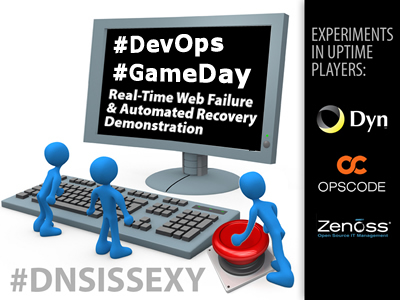 #DevOps
#GameDay
Real-Time Web Failure
& Automated Recovery
Demonstration
#DNSISSEXY
EXPERIMENTS
IN UPTIME
PLAYERS:
Dyn
OPSCODE
Zenoss
Open Source IT Management